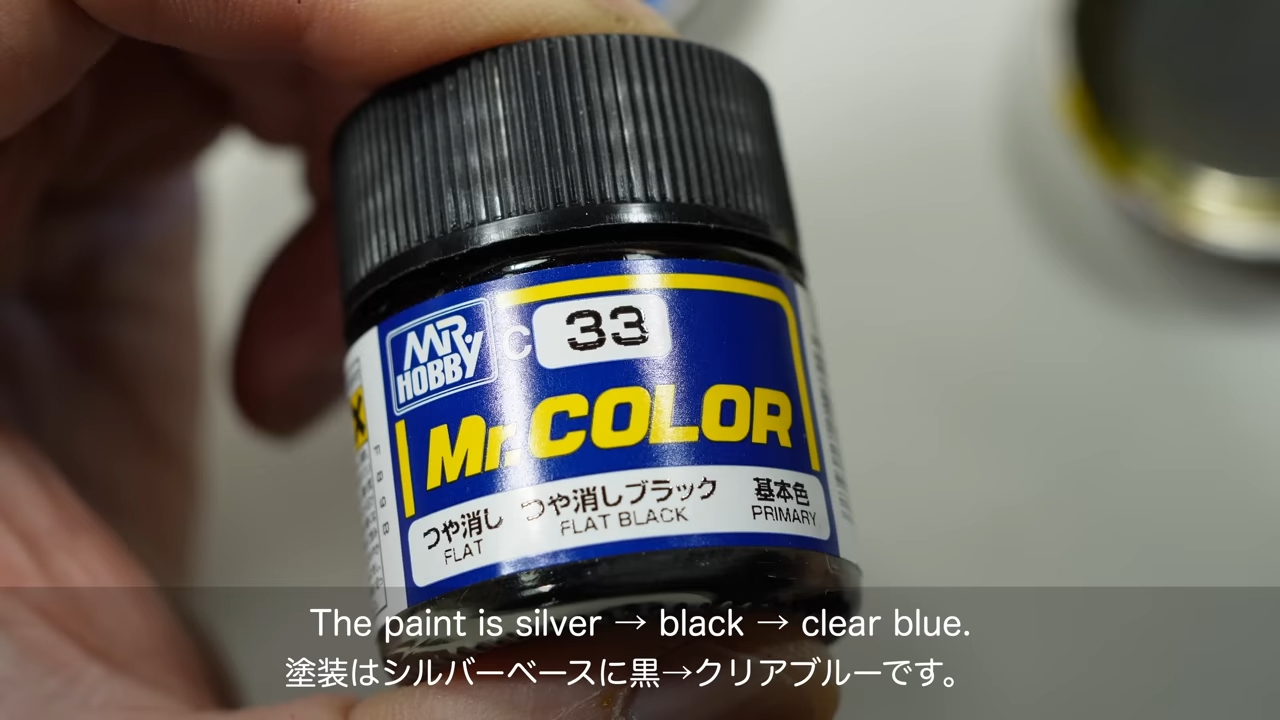 MR.
HOBBY
C 33
Mr. COLOR
つや消し つや消しブラック 基本色
FLAT FLAT BLACK PRIMARY
The paint is silver → black → clear blue.
塗装はシルバーベースに黒→クリアブルーです。